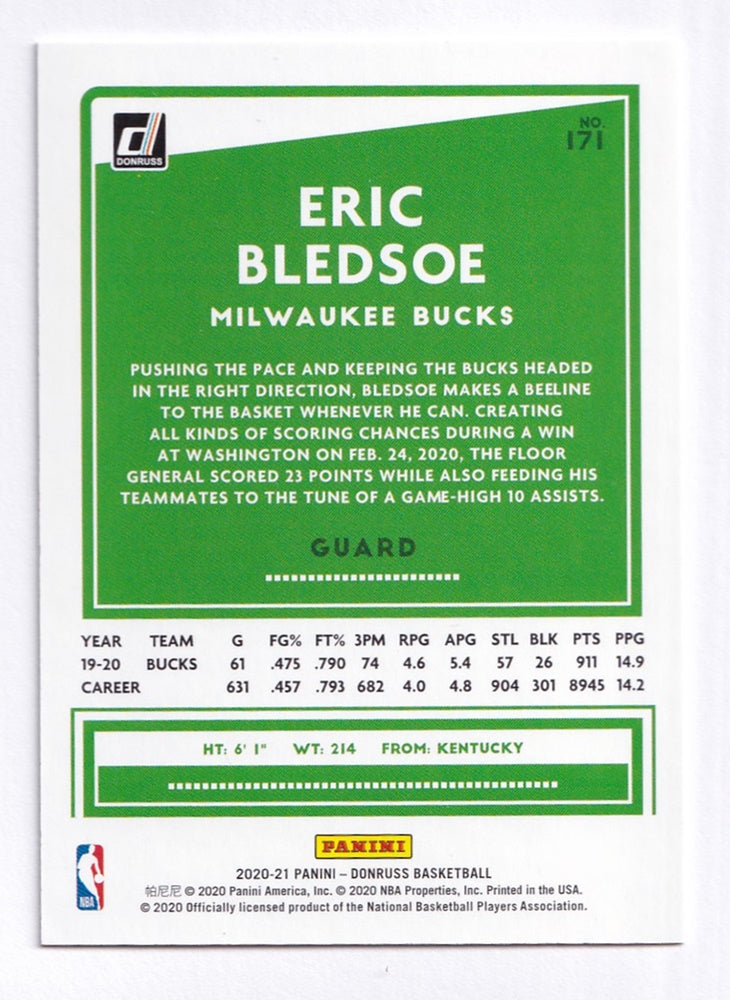 DONRUSS
NO.
171
ERIC
BLEDSOE
MILWAUKEE BUCKS
PUSHING THE PACE AND KEEPING THE BUCKS HEADED
IN THE RIGHT DIRECTION, BLEDSOE MAKES A BEELINE
TO THE BASKET WHENEVER HE CAN. CREATING
ALL KINDS OF SCORING CHANCES DURING A WIN
AT WASHINGTON ON FEB. 24, 2020, THE FLOOR
GENERAL SCORED 23 POINTS WHILE ALSO FEEDING HIS
TEAMMATES TO THE TUNE OF A GAME-HIGH 10 ASSISTS.
GUARD
YEAR TEAM G FG% FT% 3PM RPG APG STL BLK PTS PPG
19-20 BUCKS 61 .475 .790 74 4.6 5.4 57 26 911 14.9
CAREER 631 .457 .793 682 4.0 4.8 904 301 8945 14.2
HT: 6' 1" WT: 214 FROM: KENTUCKY
PANINI
2020-21 PANINI – DONRUSS BASKETBALL
帕尼尼 © 2020 Panini America, Inc. © 2020 NBA Properties, Inc. Printed in the USA.
© 2020 Officially licensed product of the National Basketball Players Association.
NBA